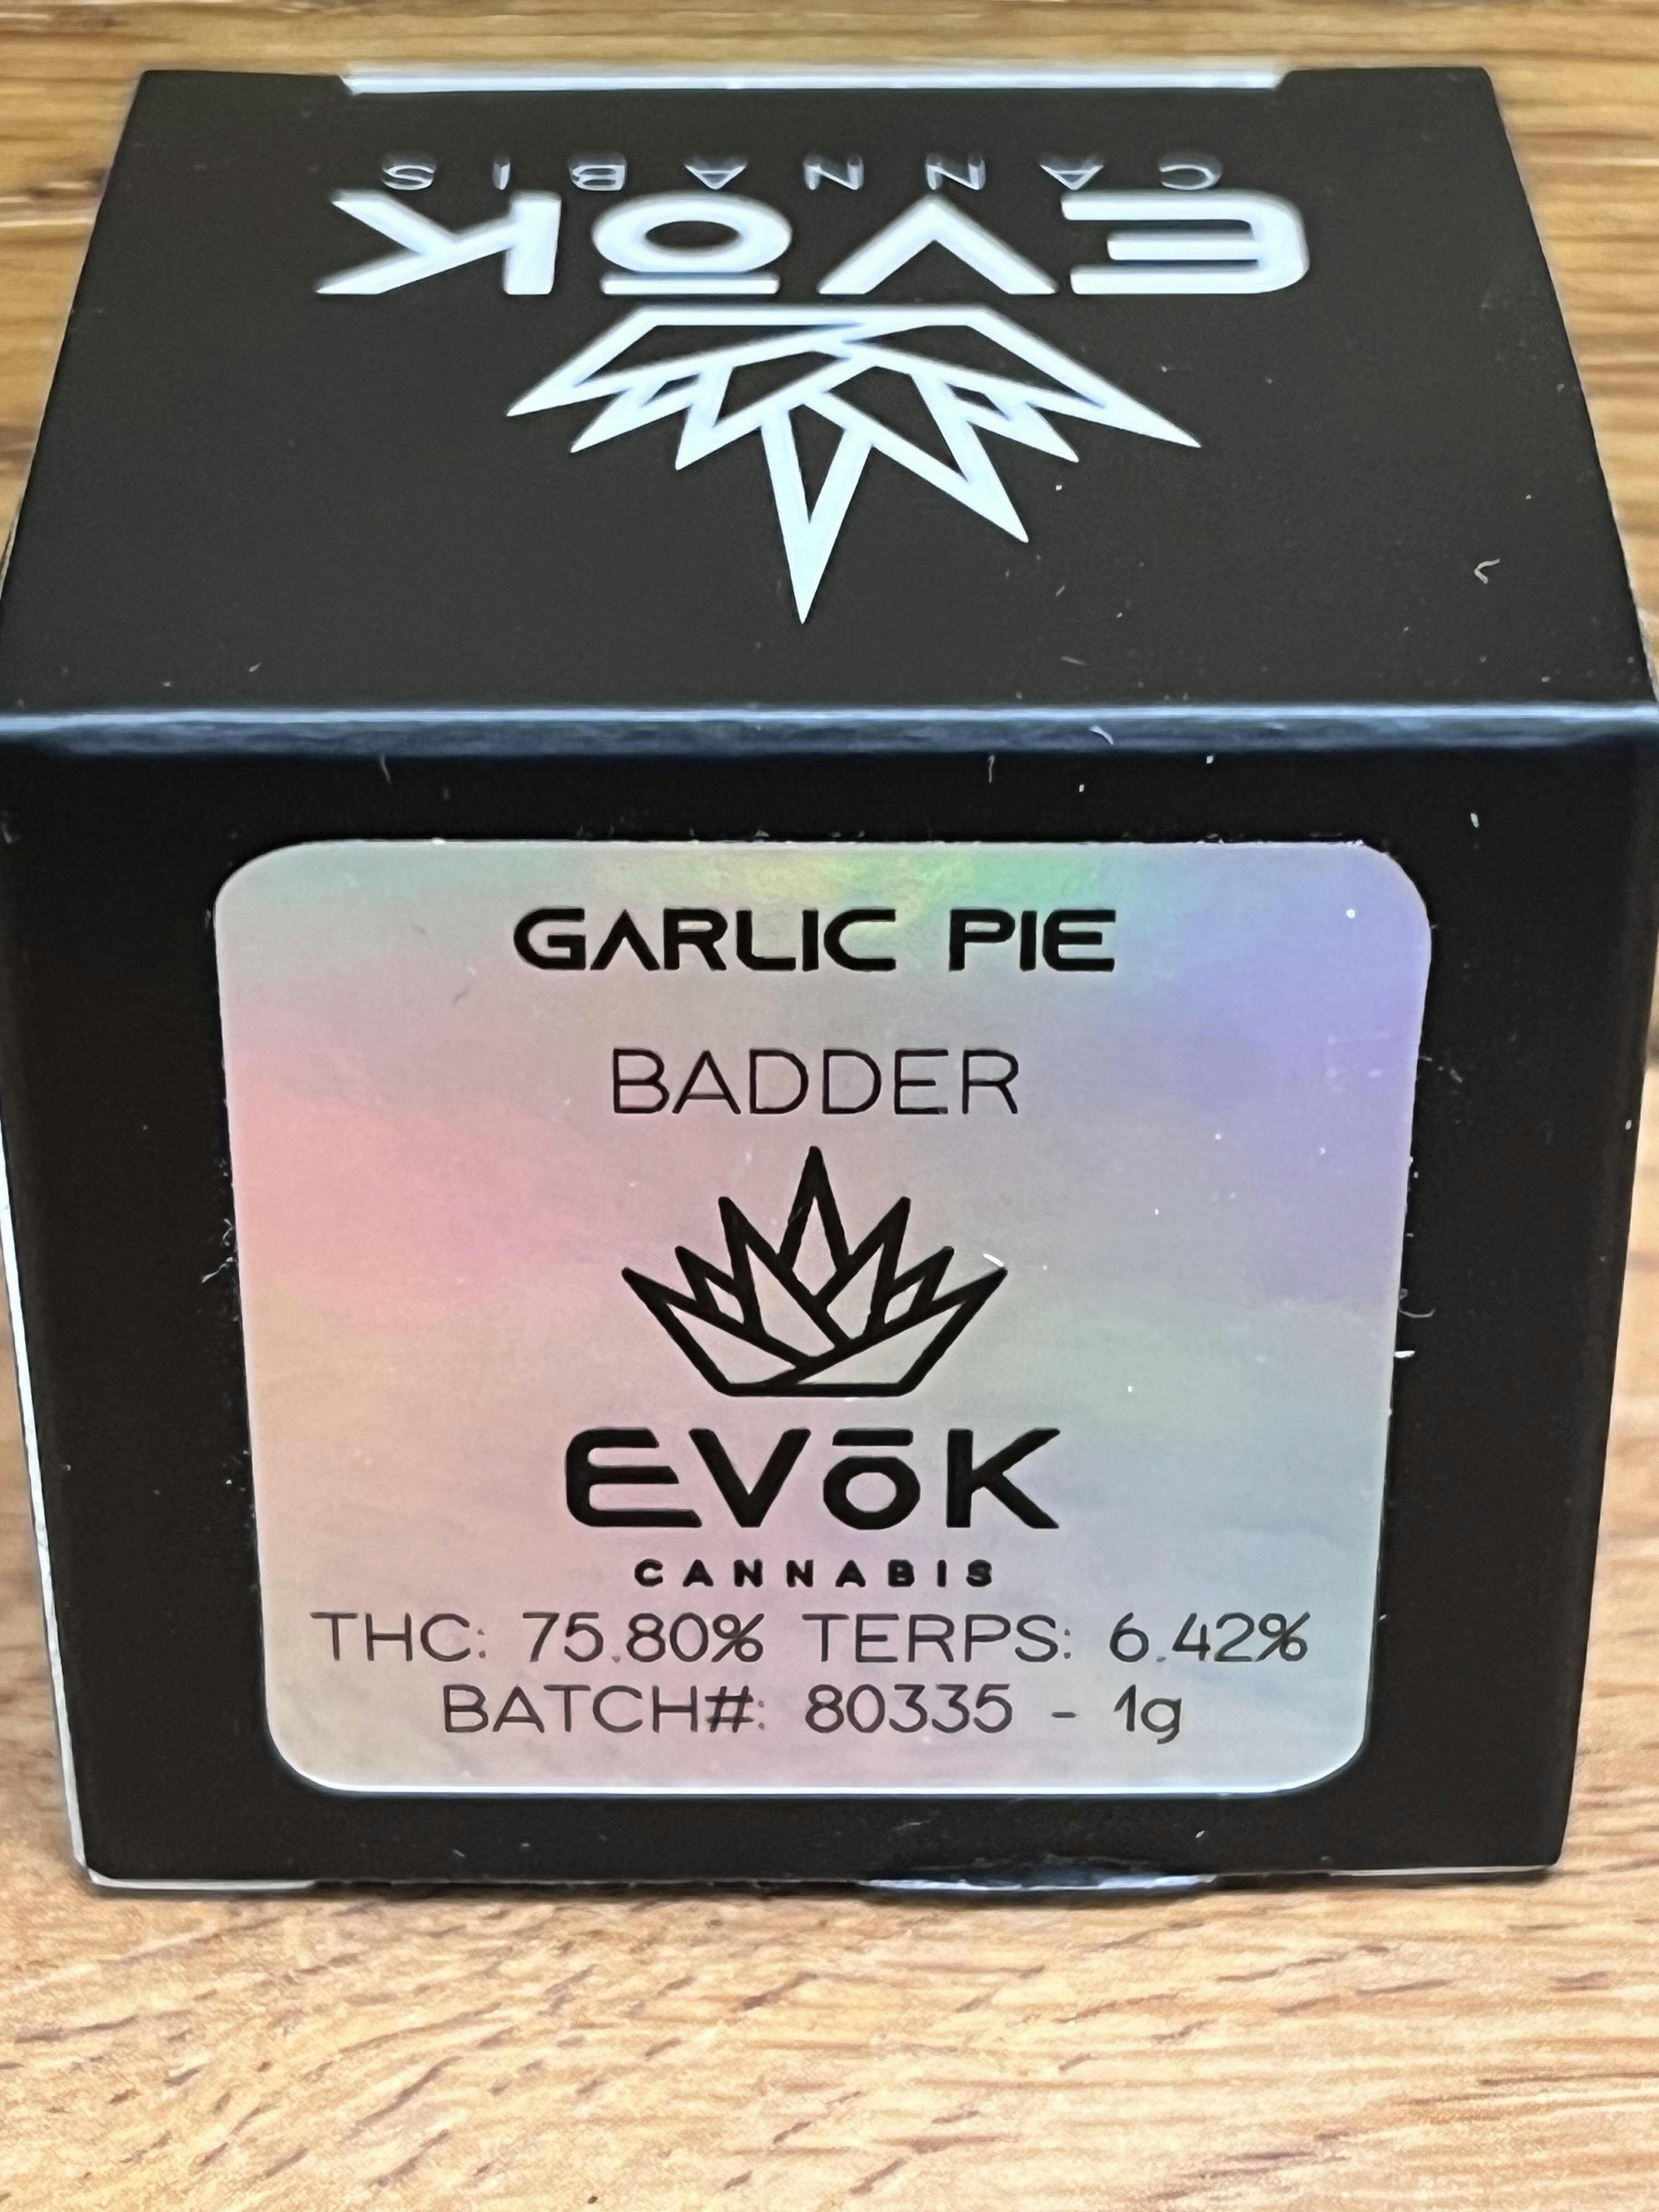 EVŌK
CANNABIS
GARLIC PIE
BADDER
EVŌK
CANNABIS
THC: 75.80% TERPS: 6.42%
BATCH#: 80335 - 1g